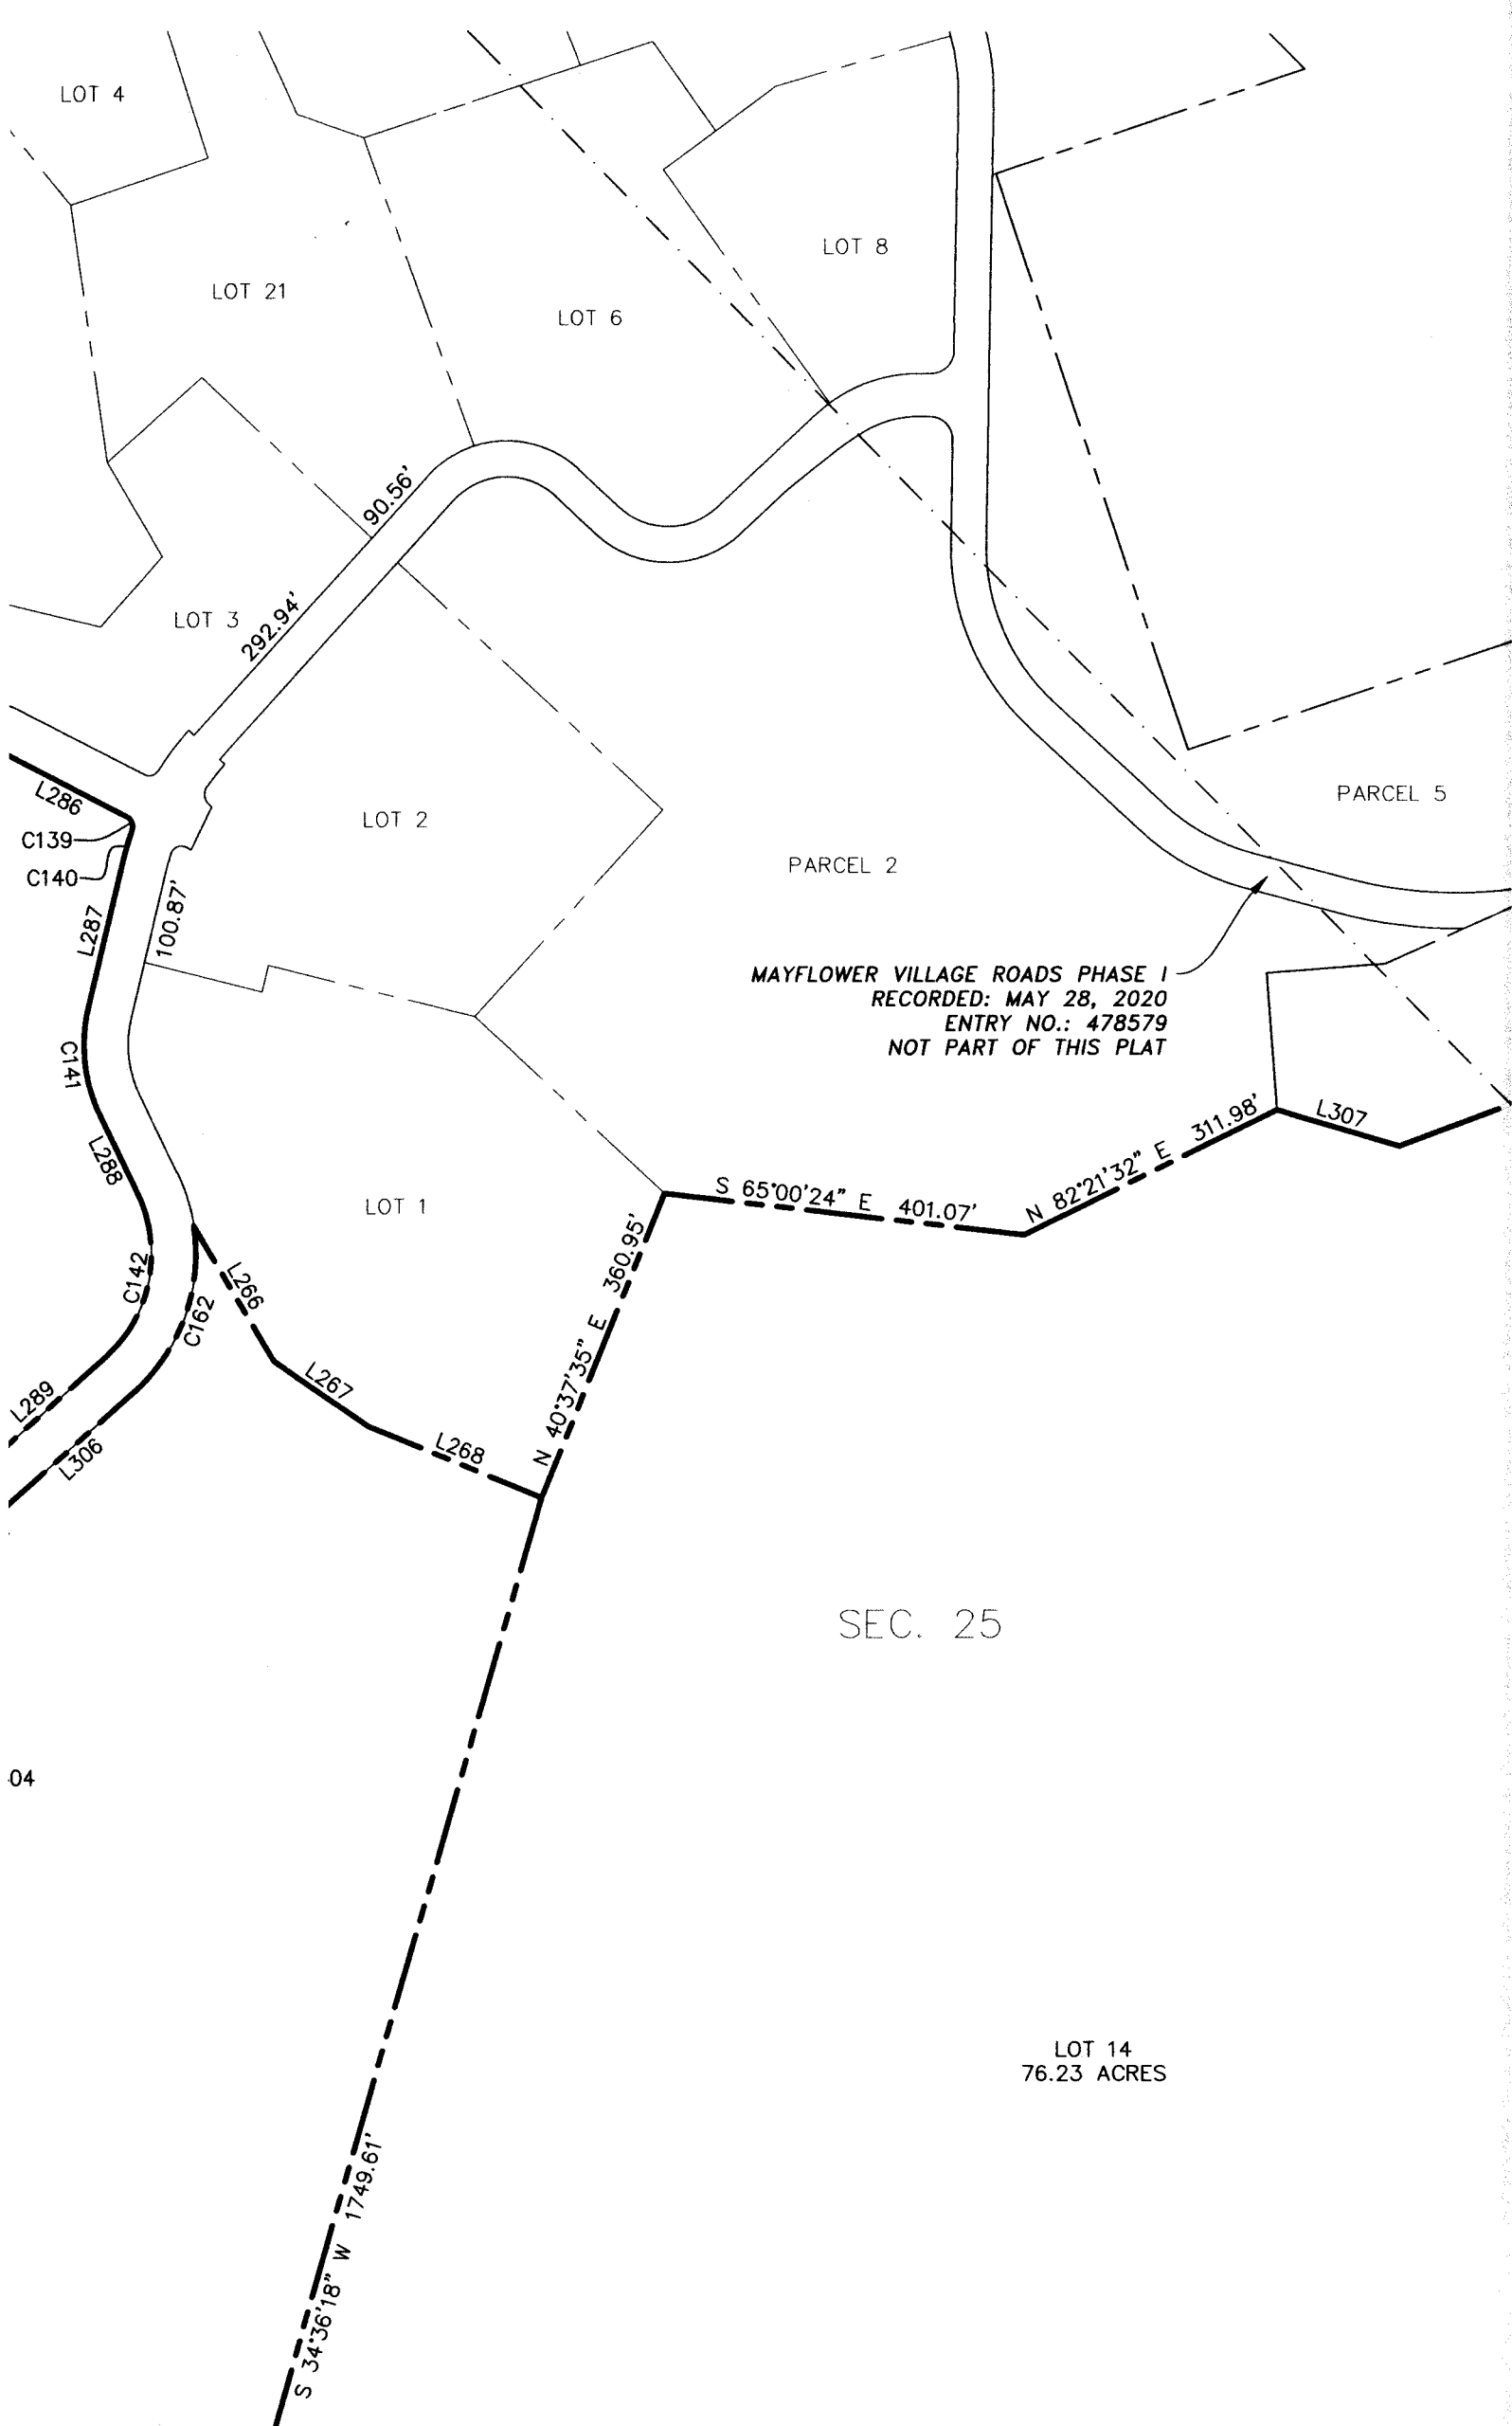 LOT 4
LOT 8
LOT 21
LOT 6
90.56'
292.94'
LOT 3
L286
C139
C140
LOT 2
PARCEL 5
PARCEL 2
L287
100.87'
MAYFLOWER VILLAGE ROADS PHASE I
RECORDED: MAY 28, 2020
ENTRY NO.: 478579
NOT PART OF THIS PLAT
C141
L288
L307
N 82°21'32" E 311.98'
S 65°00'24" E 401.07'
LOT 1
N 40°37'35" E 360.95'
C142
L266
C162
L267
L289
L306
L268
SEC. 25
04
LOT 14
76.23 ACRES
S 34°36'18" W 1749.61'